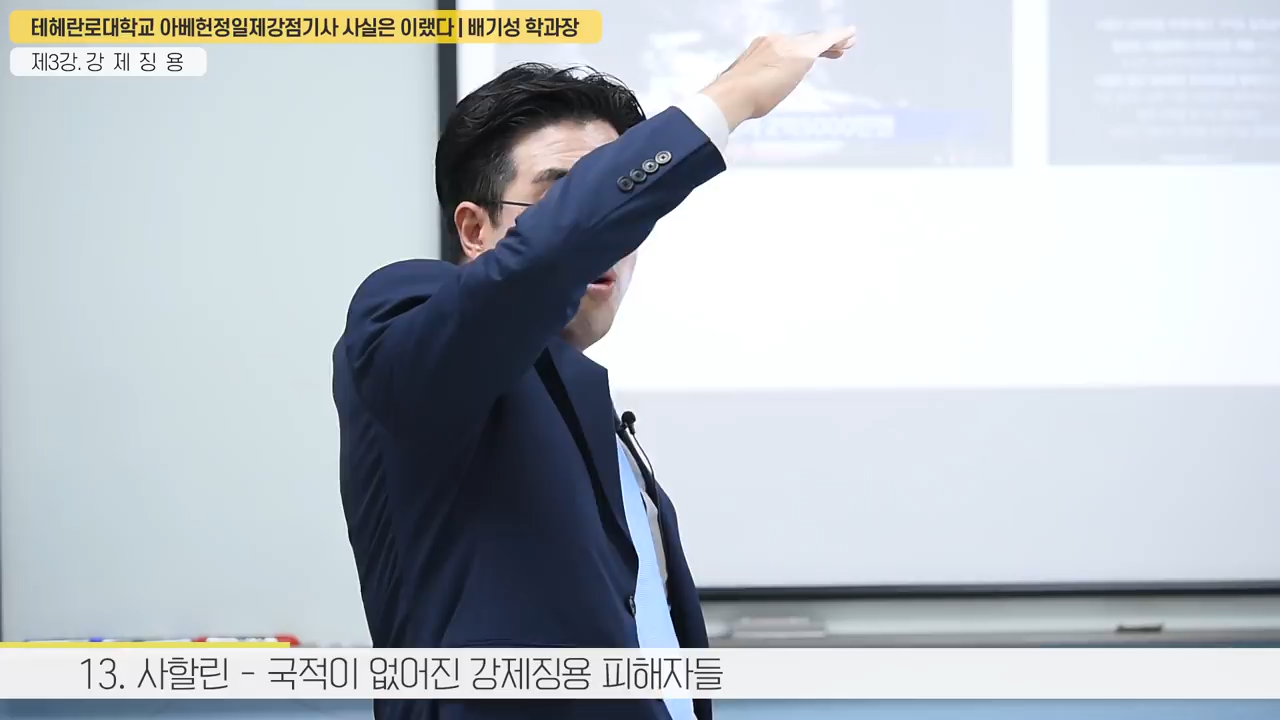 테헤란로대학교 아베헌정일제강점기사 사실은 이랬다 | 배기성 학과장
제3강. 강 제 징 용
13. 사할린 - 국적이 없어진 강제징용 피해자들